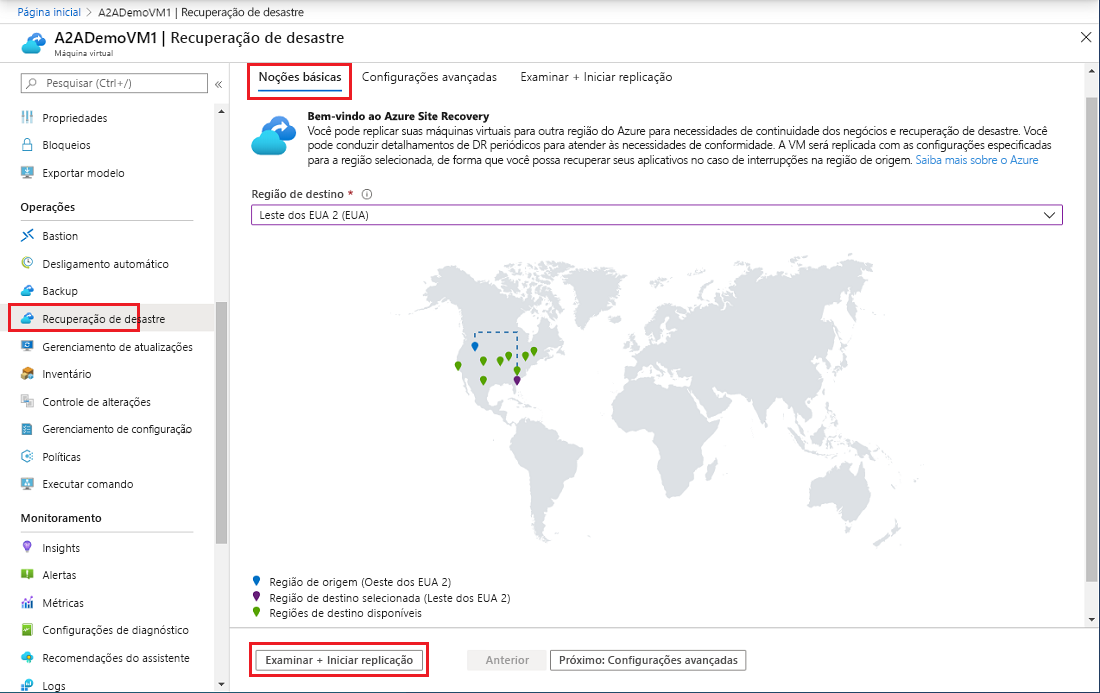 Página inicial > A2ADemoVM1 | Recuperação de desastre
A2ADemoVM1 | Recuperação de desastre
Máquina virtual
Pesquisar (Ctrl+/)
Propriedades
Bloqueios
Exportar modelo
Operações
Bastion
Desligamento automático
Backup
Recuperação de desastre
Gerenciamento de atualizações
Inventário
Controle de alterações
Gerenciamento de configuração
Políticas
Executar comando
Monitoramento
Insights
Alertas
Métricas
Configurações de diagnóstico
Recomendações do assistente
Logs
Noções básicas Configurações avançadas Examinar + Iniciar replicação
Bem-vindo ao Azure Site Recovery
Você pode replicar suas máquinas virtuais para outra região do Azure para necessidades de continuidade dos negócios e recuperação de desastre. Você
pode conduzir detalhamentos de DR periódicos para atender às necessidades de conformidade. A VM será replicada com as configurações especificadas
para a região selecionada, de forma que você possa recuperar seus aplicativos no caso de interrupções na região de origem. Saiba mais sobre o Azure
Região de destino *
Leste dos EUA 2 (EUA)
Região de origem (Oeste dos EUA 2)
Região de destino selecionada (Leste dos EUA 2)
Regiões de destino disponíveis
Examinar + Iniciar replicação Anterior Próximo: Configurações avançadas